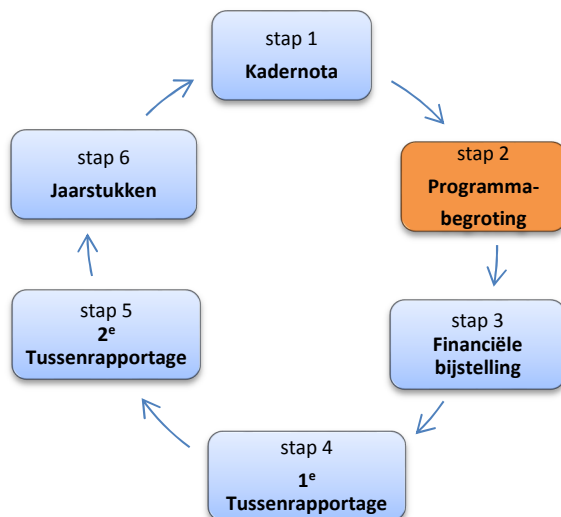 stap 1
Kadernota
stap 2
Programma-
begroting
stap 3
Financiële
bijstelling
stap 4
1e
Tussenrapportage
stap 5
2e
Tussenrapportage
stap 6
Jaarstukken